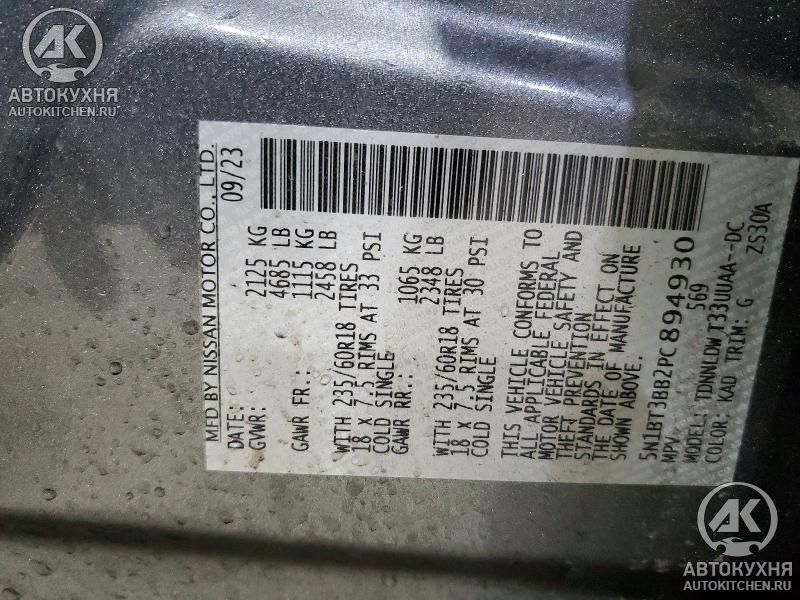 AK
АВТОКУХНЯ
AUTOKITCHEN.RU
MFD BY NISSAN MOTOR CO., LTD.
DATE: 09/23
GVWR: 2125 KG
4685 LB
GAWR FR.: 1115 KG
2458 LB
WITH 235/60R18 TIRES
18 X 7.5 RIMS AT 33 PSI
COLD SINGLE
GAWR RR.: 1065 KG
2348 LB
WITH 235/60R18 TIRES
18 X 7.5 RIMS AT 30 PSI
COLD SINGLE
THIS VEHICLE CONFORMS TO
ALL APPLICABLE FEDERAL
MOTOR VEHICLE SAFETY AND
THEFT PREVENTION
STANDARDS IN EFFECT ON
THE DATE OF MANUFACTURE
SHOWN ABOVE.
5N1BT3BB2PC894930
MPV 569
MODEL: TDNNLDWT33UUAA--DC
COLOR: KAD TRIM: G ZS30A
AK
АВТОКУХНЯ
AUTOKITCHEN.RU